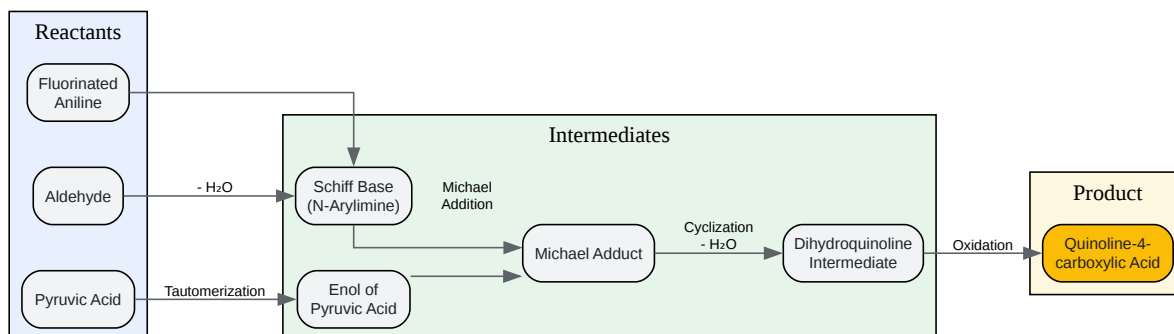 Reactants
Fluorinated
Aniline
Aldehyde
Pyruvic Acid
- H₂O
Tautomerization
Intermediates
Schiff Base
(N-Arylimine)
Enol of
Pyruvic Acid
Michael
Addition
Michael Adduct
Cyclization
- H₂O
Dihydroquinoline
Intermediate
Oxidation
Product
Quinoline-4-
carboxylic Acid